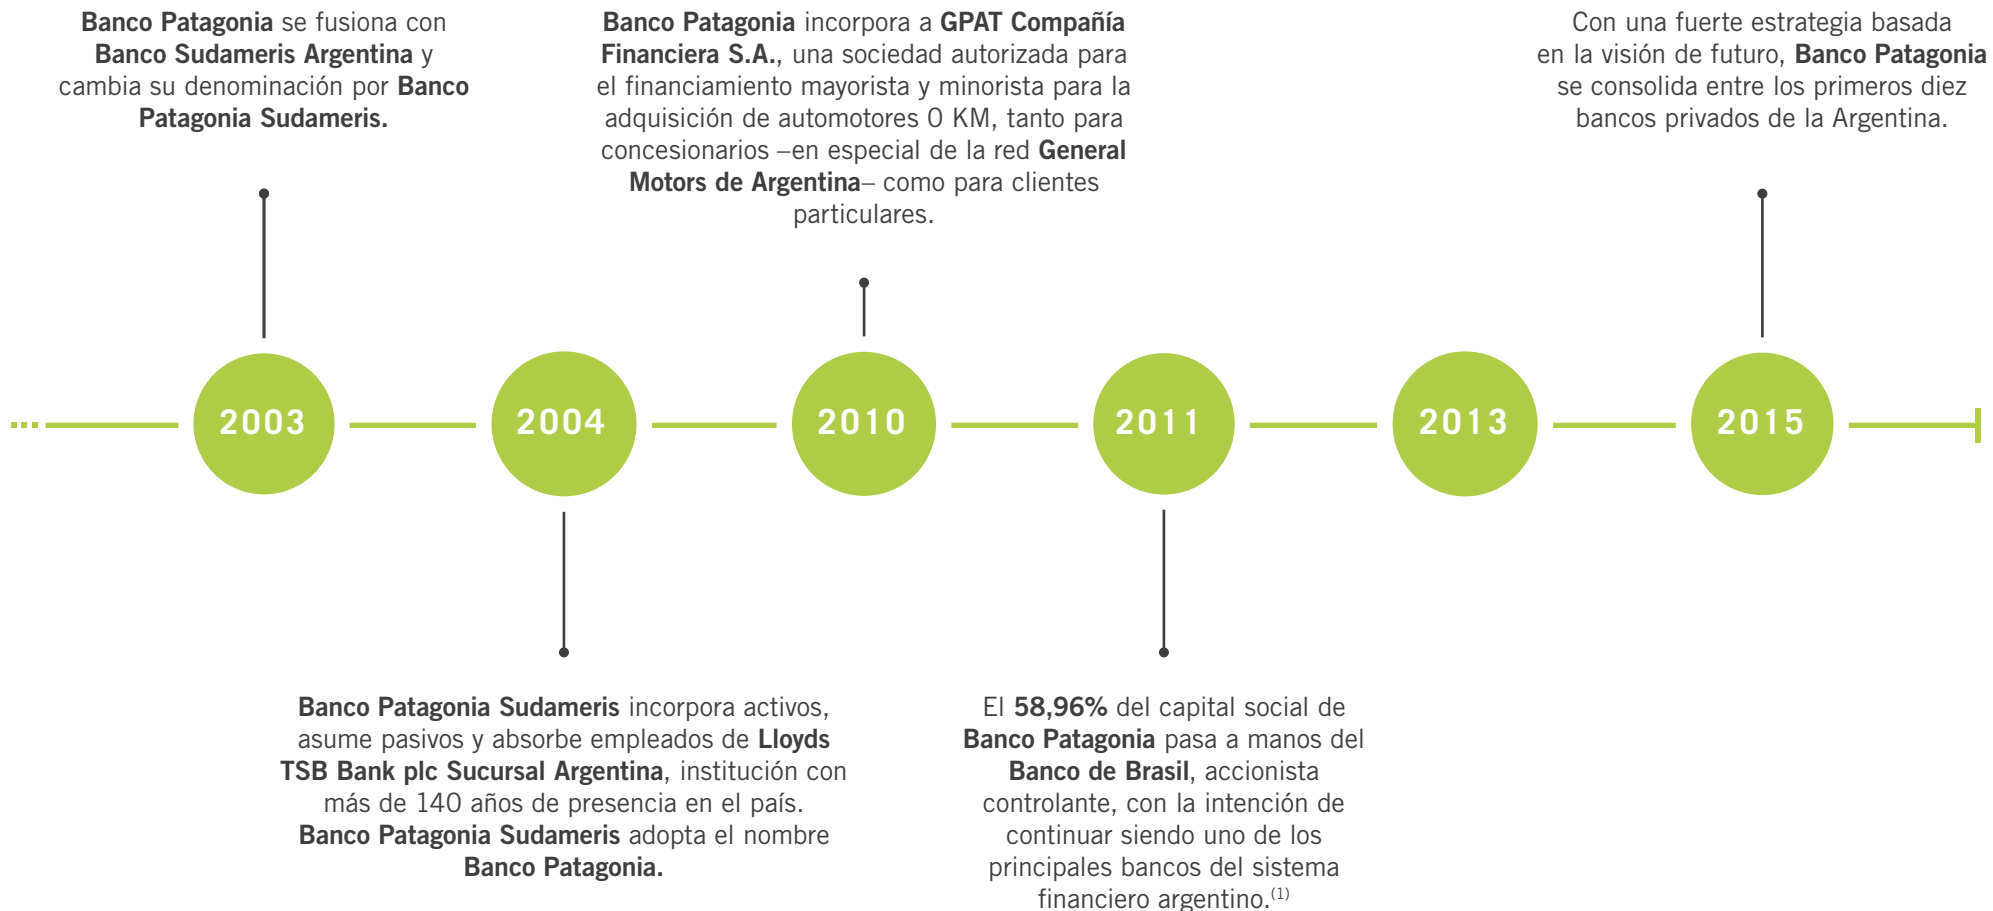 Banco Patagonia se fusiona con
Banco Sudameris Argentina y
cambia su denominación por Banco
Patagonia Sudameris.
Banco Patagonia incorpora a GPAT Compañía
Financiera S.A., una sociedad autorizada para
el financiamiento mayorista y minorista para la
adquisición de automotores 0 KM, tanto para
concesionarios –en especial de la red General
Motors de Argentina– como para clientes
particulares.
Con una fuerte estrategia basada
en la visión de futuro, Banco Patagonia
se consolida entre los primeros diez
bancos privados de la Argentina.
2003
2004
2010
2011
2013
2015
Banco Patagonia Sudameris incorpora activos,
asume pasivos y absorbe empleados de Lloyds
TSB Bank plc Sucursal Argentina, institución con
más de 140 años de presencia en el país.
Banco Patagonia Sudameris adopta el nombre
Banco Patagonia.
El 58,96% del capital social de
Banco Patagonia pasa a manos del
Banco de Brasil, accionista
controlante, con la intención de
continuar siendo uno de los
principales bancos del sistema
financiero argentino.(1)